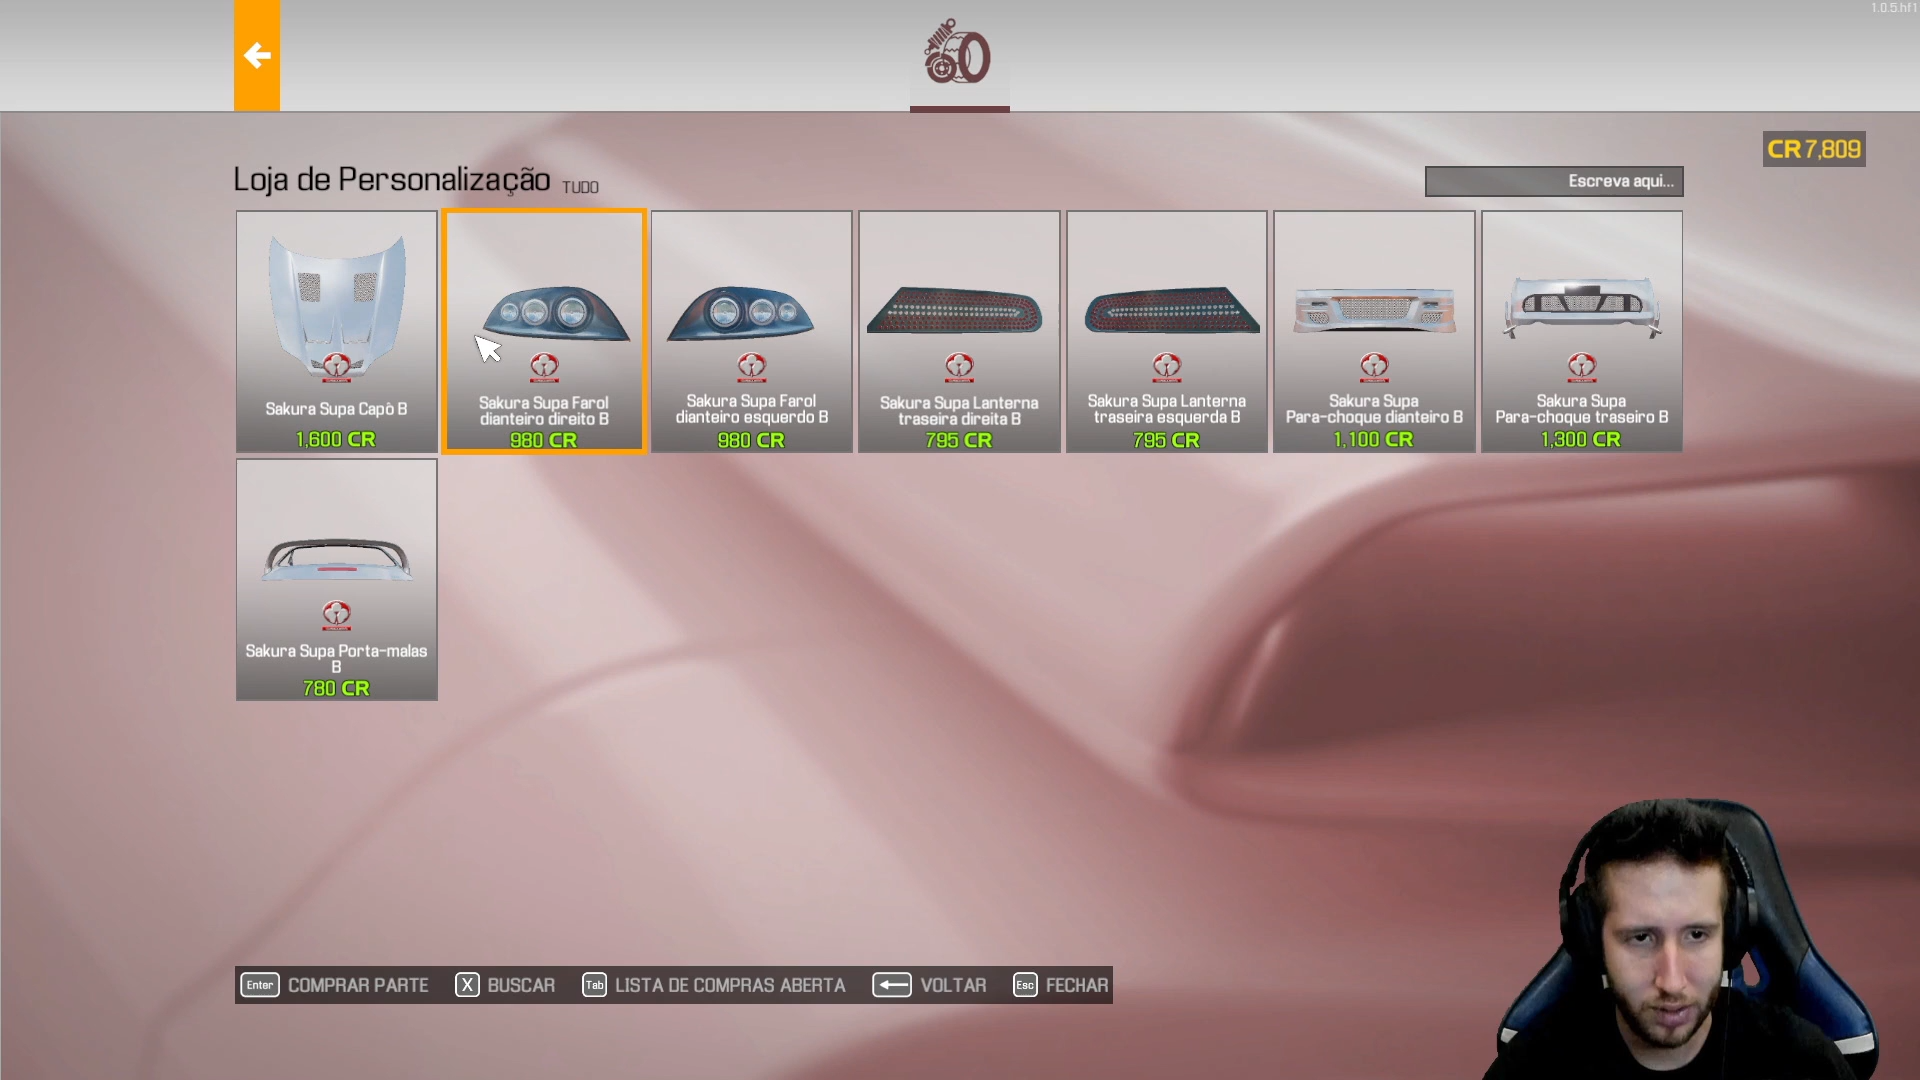 1.0.5.hf1
CR 7,809
Loja de Personalização TUDO
Escreva aqui...
Sakura Supa Capô B
1,600 CR
Sakura Supa Farol
dianteiro direito B
980 CR
Sakura Supa Farol
dianteiro esquerdo B
980 CR
Sakura Supa Lanterna
traseira direita B
795 CR
Sakura Supa Lanterna
traseira esquerda B
795 CR
Sakura Supa
Para-choque dianteiro B
1,100 CR
Sakura Supa
Para-choque traseiro B
1,300 CR
Sakura Supa Porta-malas
B
780 CR
Enter COMPRAR PARTE X BUSCAR Tab LISTA DE COMPRAS ABERTA VOLTAR Esc FECHAR